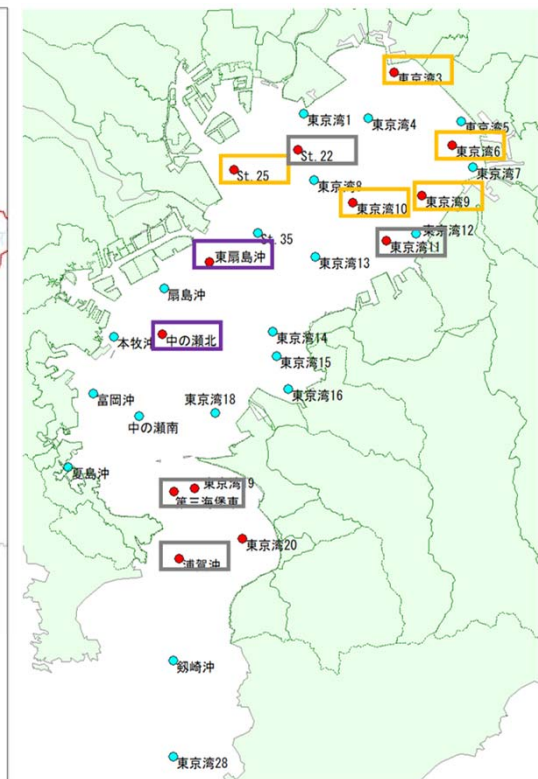 東京湾3
東京湾1
東京湾4
東京湾5
St.22
東京湾6
St.25
東京湾7
東京湾8
東京湾10
東京湾9
St.35
東京湾12
東京湾11
東扇島沖
東京湾13
扇島沖
本牧沖
中の瀬北
東京湾14
東京湾15
東京湾16
富岡沖
東京湾18
中の瀬南
夏島沖
東京湾19
第三海堡東
東京湾20
浦賀沖
剱崎沖
東京湾28